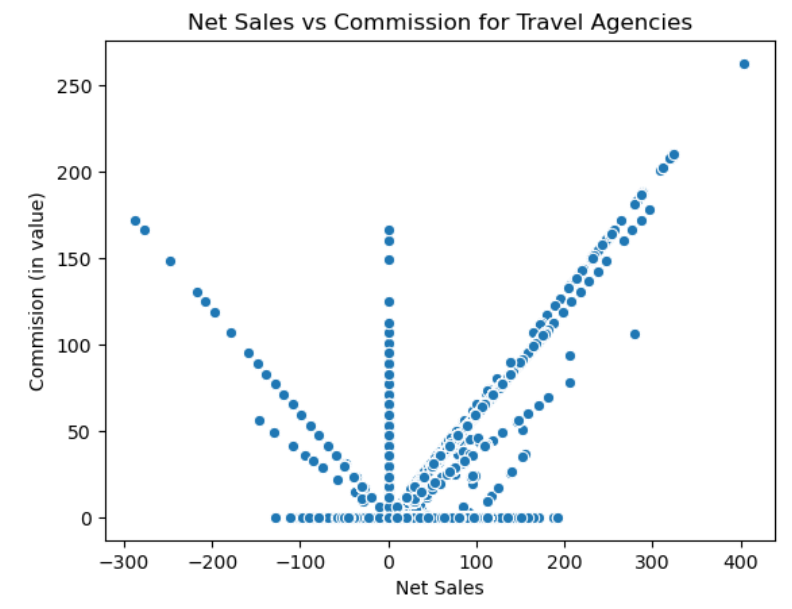 Net Sales vs Commission for Travel Agencies
250
200
150
100
50
0
Commision (in value)
−300 −200 −100 0 100 200 300 400
Net Sales